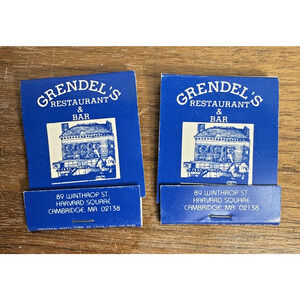 GRENDEL'S
RESTAURANT
&
BAR
89 WINTHROP ST.
HARVARD SQUARE
CAMBRIDGE, MA 02138
GRENDEL'S
RESTAURANT
&
BAR
89 WINTHROP ST.
HARVARD SQUARE
CAMBRIDGE, MA 02138